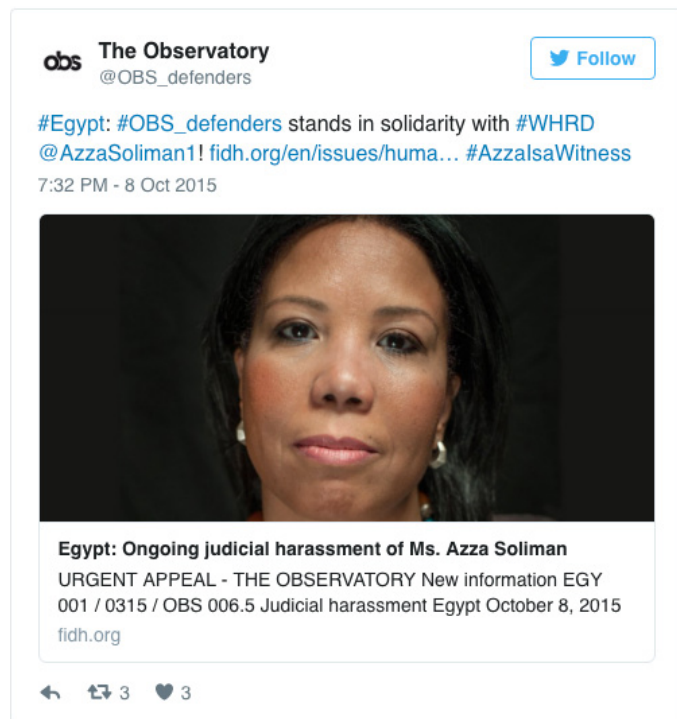 obs
The Observatory
@OBS_defenders
Follow
#Egypt: #OBS_defenders stands in solidarity with #WHRD
@AzzaSoliman1! fidh.org/en/issues/huma… #AzzaIsaWitness
7:32 PM - 8 Oct 2015
Egypt: Ongoing judicial harassment of Ms. Azza Soliman
URGENT APPEAL - THE OBSERVATORY New information EGY
001 / 0315 / OBS 006.5 Judicial harassment Egypt October 8, 2015
fidh.org
3
3